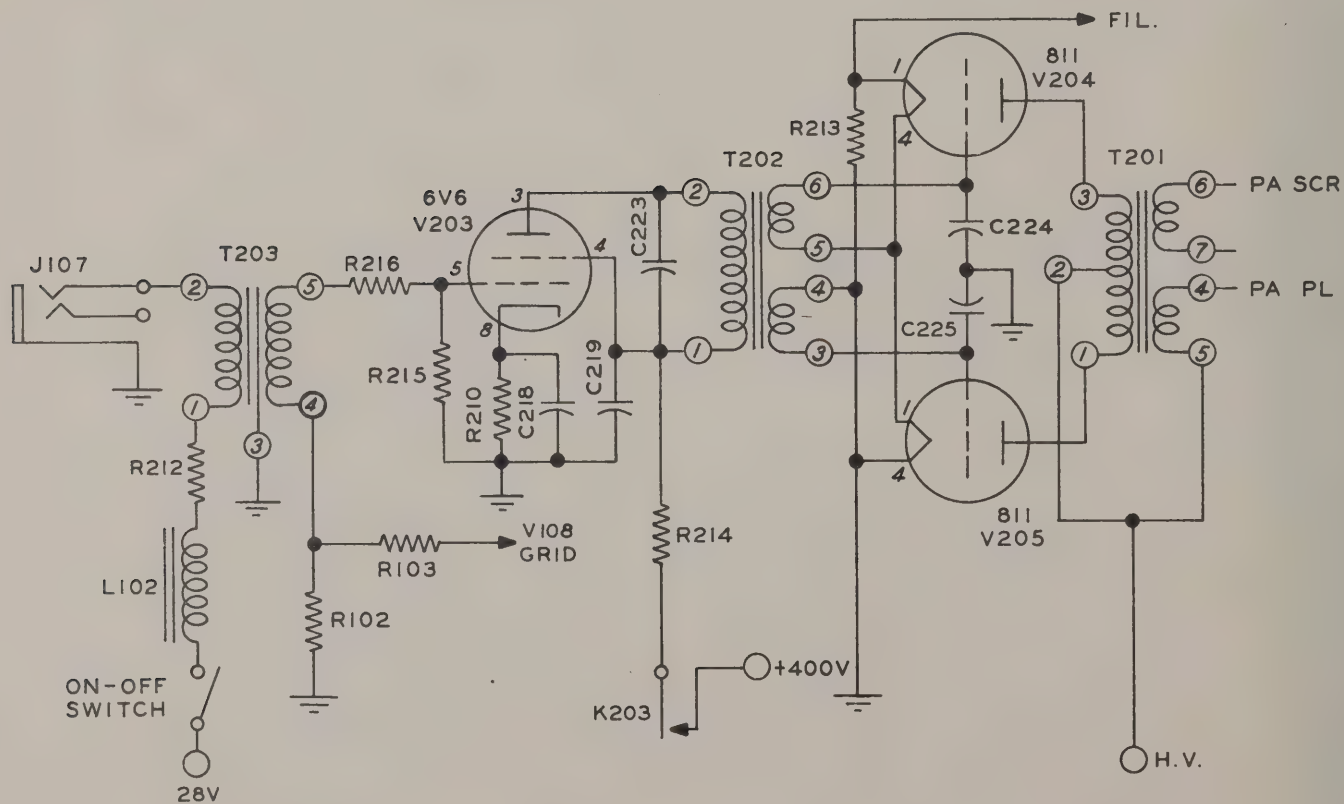 FIL.
811
V204
1
4
R213
T202
T201
6V6
V203
3
4
5
8
C223
2
6
5
4
3
1
C224
C225
3
2
1
6
7
4
5
PA SCR
PA PL
J107
T203
2
5
1
4
3
R216
R215
R210
C218
C219
R212
L102
ON-OFF
SWITCH
28V
V108
GRID
R103
R102
R214
K203
+400V
1
4
811
V205
H.V.